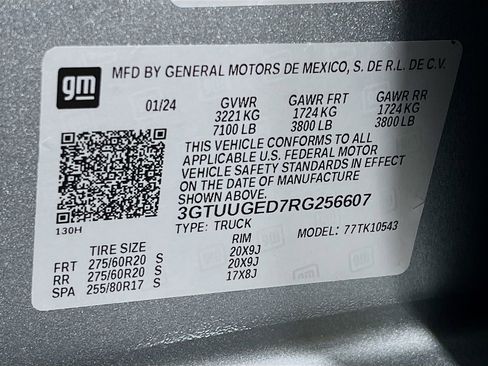 gm
MFD BY GENERAL MOTORS DE MEXICO, S. DE R.L. DE C.V.
01/24 GVWR GAWR FRT GAWR RR
3221 KG 1724 KG 1724 KG
7100 LB 3800 LB 3800 LB
THIS VEHICLE CONFORMS TO ALL
APPLICABLE U.S. FEDERAL MOTOR
VEHICLE SAFETY STANDARDS IN EFFECT
ON THE DATE OF MANUFACTURE
SHOWN ABOVE.
3GTUUGED7RG256607
130H
TYPE: TRUCK MODEL: 77TK10543
TIRE SIZE RIM
FRT 275/60R20 S 20X9J
RR 275/60R20 S 20X9J
SPA 255/80R17 S 17X8J